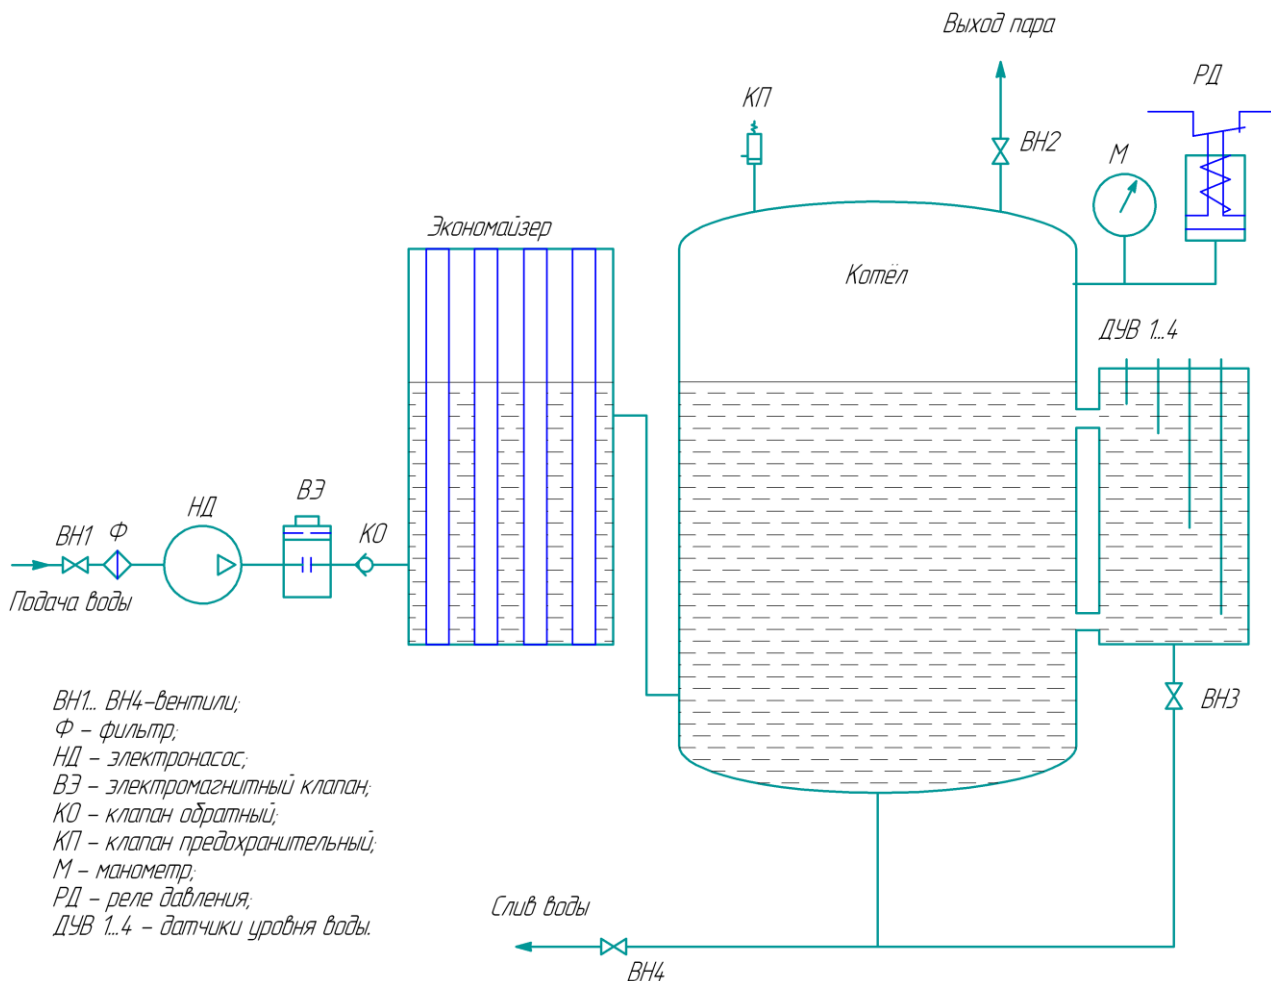 Выход пара
КП
РД
ВН2
М
Экономайзер
Котёл
ДУВ 1...4
ВЭ
НД
ВН1
Ф
КО
Подача воды
ВН1... ВН4-вентили;
Ф - фильтр;
НД - электронасос;
ВЭ - электромагнитный клапан;
КО - клапан обратный;
КП - клапан предохранительный;
М - манометр;
РД - реле давления;
ДУВ 1...4 - датчики уровня воды.
ВН3
Слив воды
ВН4